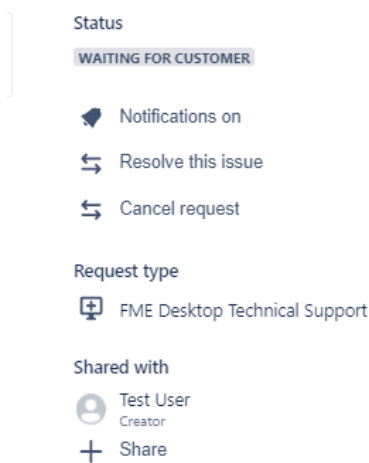 Status
WAITING FOR CUSTOMER
Notifications on
Resolve this issue
Cancel request
Request type
FME Desktop Technical Support
Shared with
Test User
Creator
Share